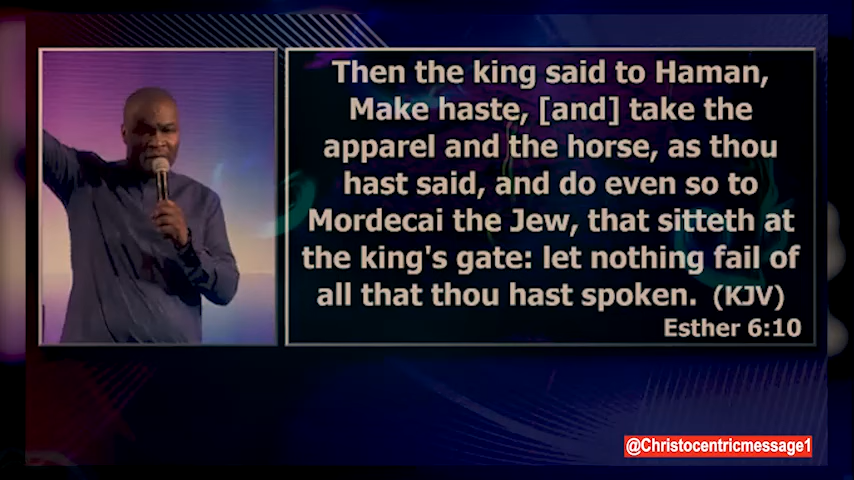 Then the king said to Haman,
Make haste, [and] take the
apparel and the horse, as thou
hast said, and do even so to
Mordecai the Jew, that sitteth at
the king's gate: let nothing fail of
all that thou hast spoken. (KJV)
Esther 6:10
@Christocentricmessage1